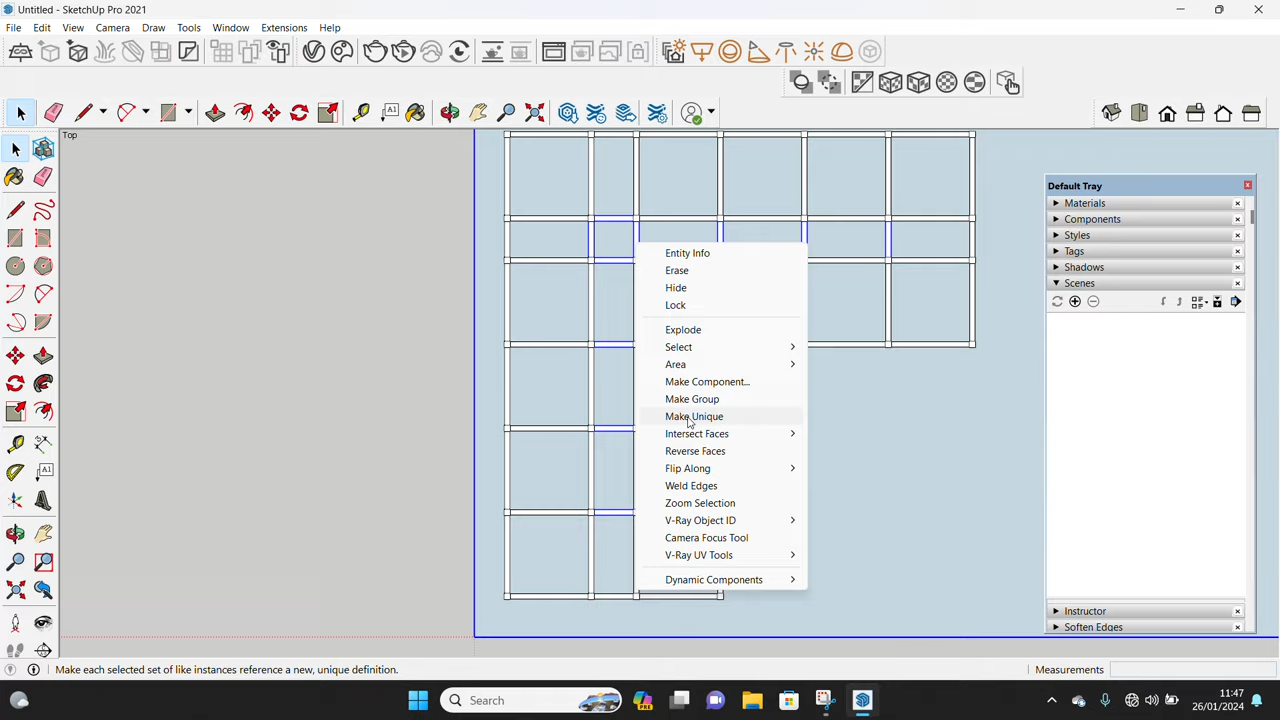 Untitled - SketchUp Pro 2021
File Edit View Camera Draw Tools Window Extensions Help
A1
Top
Default Tray
Materials
Components
Styles
Tags
Shadows
Scenes
Entity Info
Erase
Hide
Lock
Explode
Select
Area
Make Component...
Make Group
Make Unique
Intersect Faces
Reverse Faces
Flip Along
Weld Edges
Zoom Selection
V-Ray Object ID
Camera Focus Tool
V-Ray UV Tools
Dynamic Components
A1
Instructor
Soften Edges
Make each selected set of like instances reference a new, unique definition.
Measurements
Search
PRE
11:47
26/01/2024